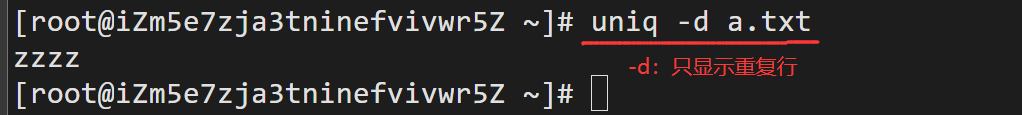 [root@iZm5e7zja3tninefvivwr5Z ~]# uniq -d a.txt
zzzz
-d：只显示重复行
[root@iZm5e7zja3tninefvivwr5Z ~]#